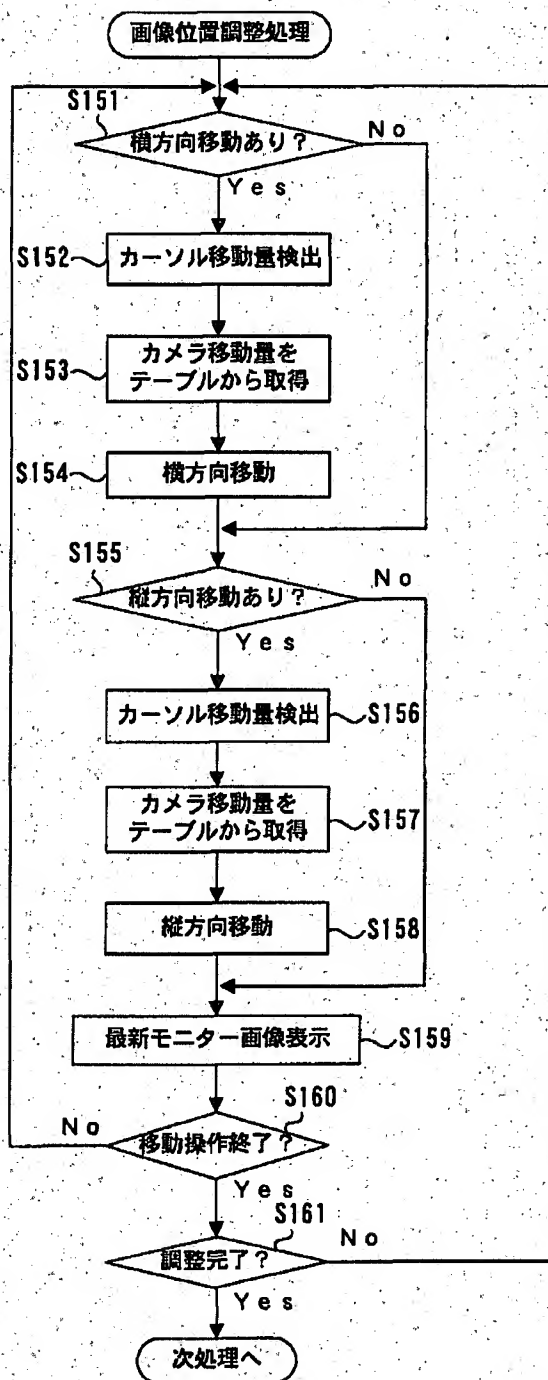 画像位置調整処理
S151
横方向移動あり?
No
Yes
S152
カーソル移動量検出
S153
カメラ移動量を
テーブルから取得
S154
横方向移動
S155
縦方向移動あり?
No
Yes
カーソル移動量検出
S156
カメラ移動量を
テーブルから取得
S157
縦方向移動
S158
最新モニター画像表示
S159
S160
No
移動操作終了?
Yes
S161
調整完了?
No
Yes
次処理へ